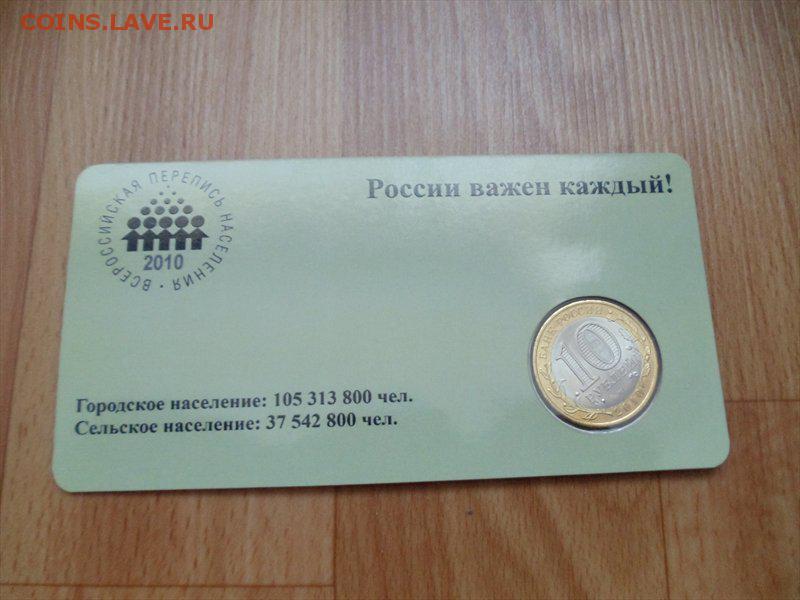 COINS.LAVE.RU
России важен каждый!
ВСЕРОССИЙСКАЯ ПЕРЕПИСЬ НАСЕЛЕНИЯ
2010
Городское население: 105 313 800 чел.
Сельское население: 37 542 800 чел.
БАНК РОССИИ
10